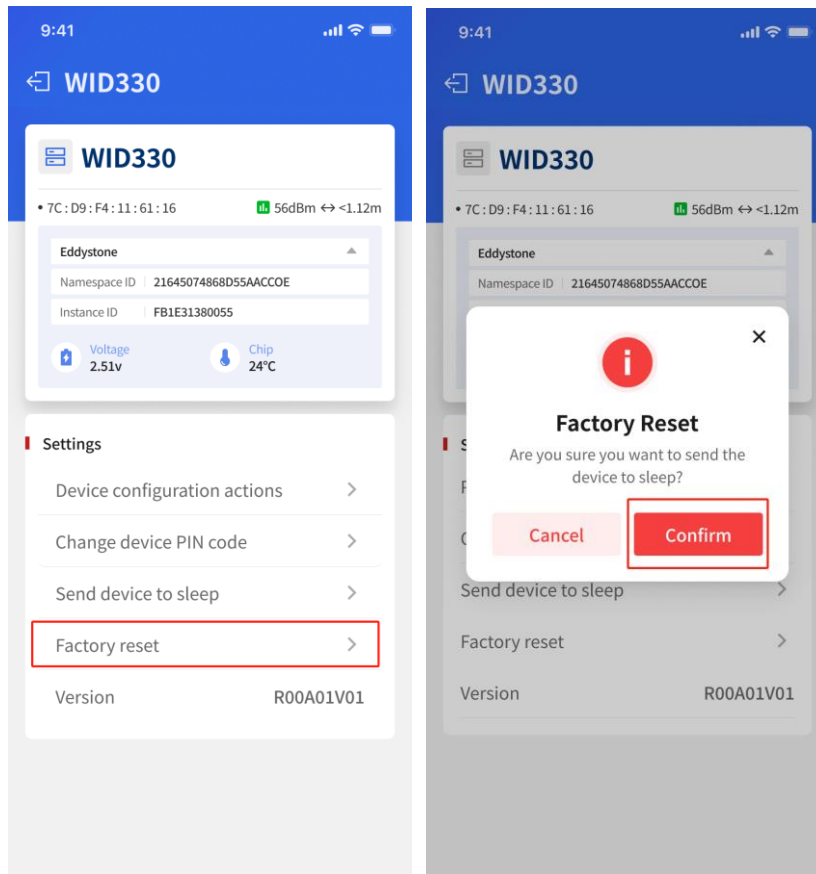 9:41
WID330
WID330
• 7C : D9 : F4 : 11 : 61 : 16 56dBm ↔ <1.12m
Eddystone
Namespace ID 21645074868D55AACCOE
Instance ID FB1E31380055
Voltage
2.51v
Chip
24°C
Settings
Device configuration actions
Change device PIN code
Send device to sleep
Factory reset
Version R00A01V01
9:41
WID330
WID330
• 7C : D9 : F4 : 11 : 61 : 16 56dBm ↔ <1.12m
Eddystone
Namespace ID 21645074868D55AACCOE
Factory Reset
Are you sure you want to send the
device to sleep?
Cancel Confirm
Send device to sleep
Factory reset
Version R00A01V01